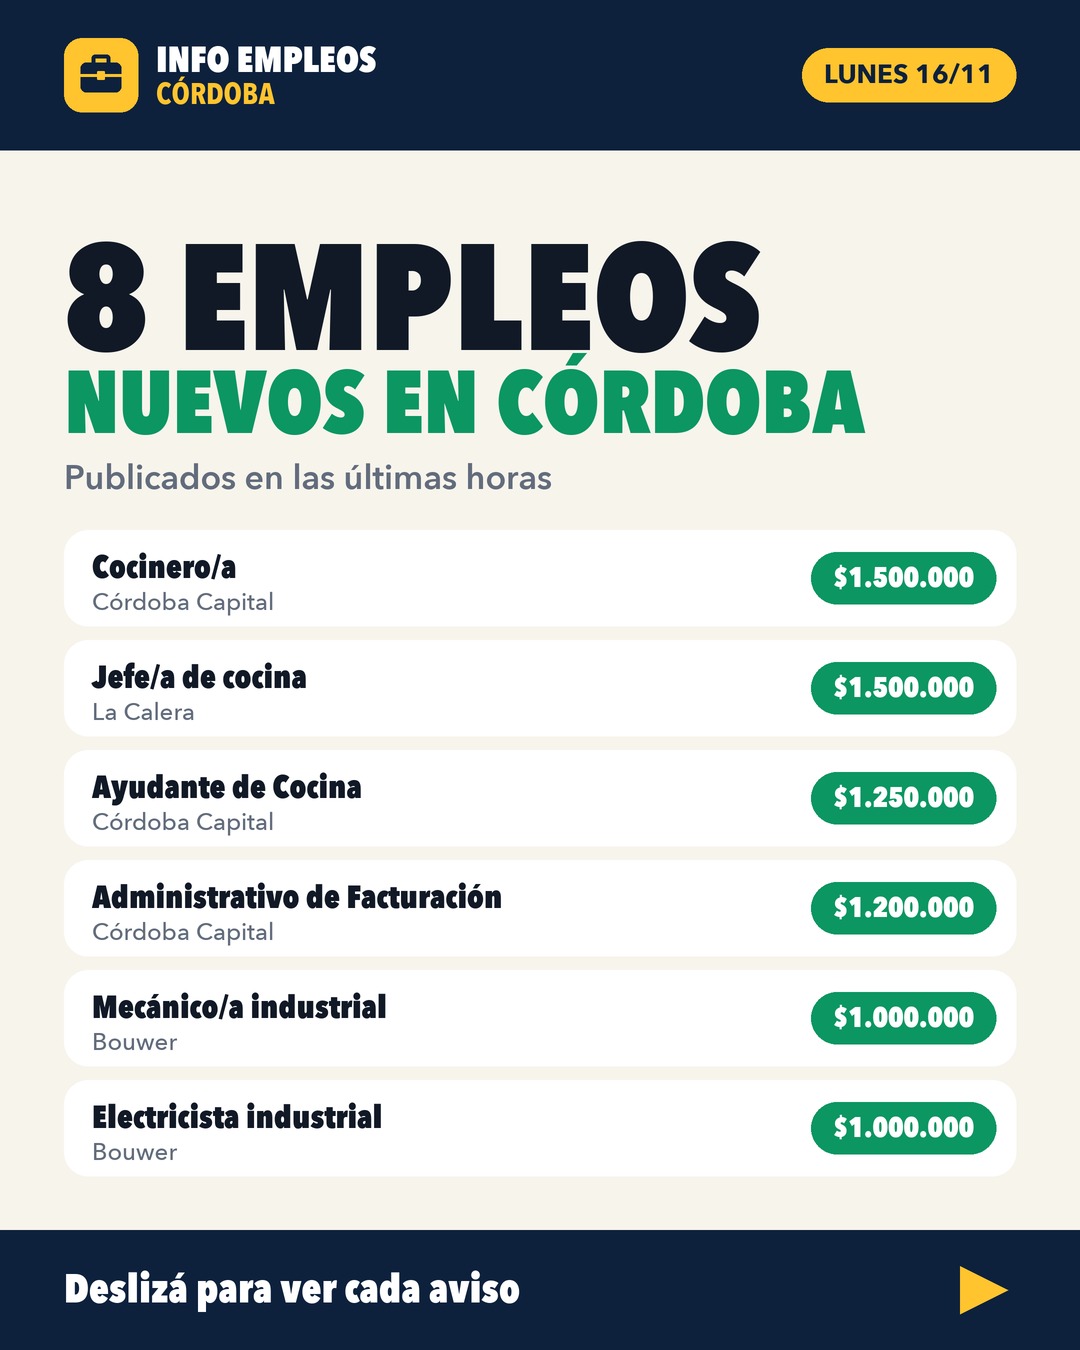 INFO EMPLEOS
CÓRDOBA
LUNES 16/11
8 EMPLEOS
NUEVOS EN CÓRDOBA
Publicados en las últimas horas
Cocinero/a
Córdoba Capital
$1.500.000
Jefe/a de cocina
La Calera
$1.500.000
Ayudante de Cocina
Córdoba Capital
$1.250.000
Administrativo de Facturación
Córdoba Capital
$1.200.000
Mecánico/a industrial
Bouwer
$1.000.000
Electricista industrial
Bouwer
$1.000.000
Deslizá para ver cada aviso